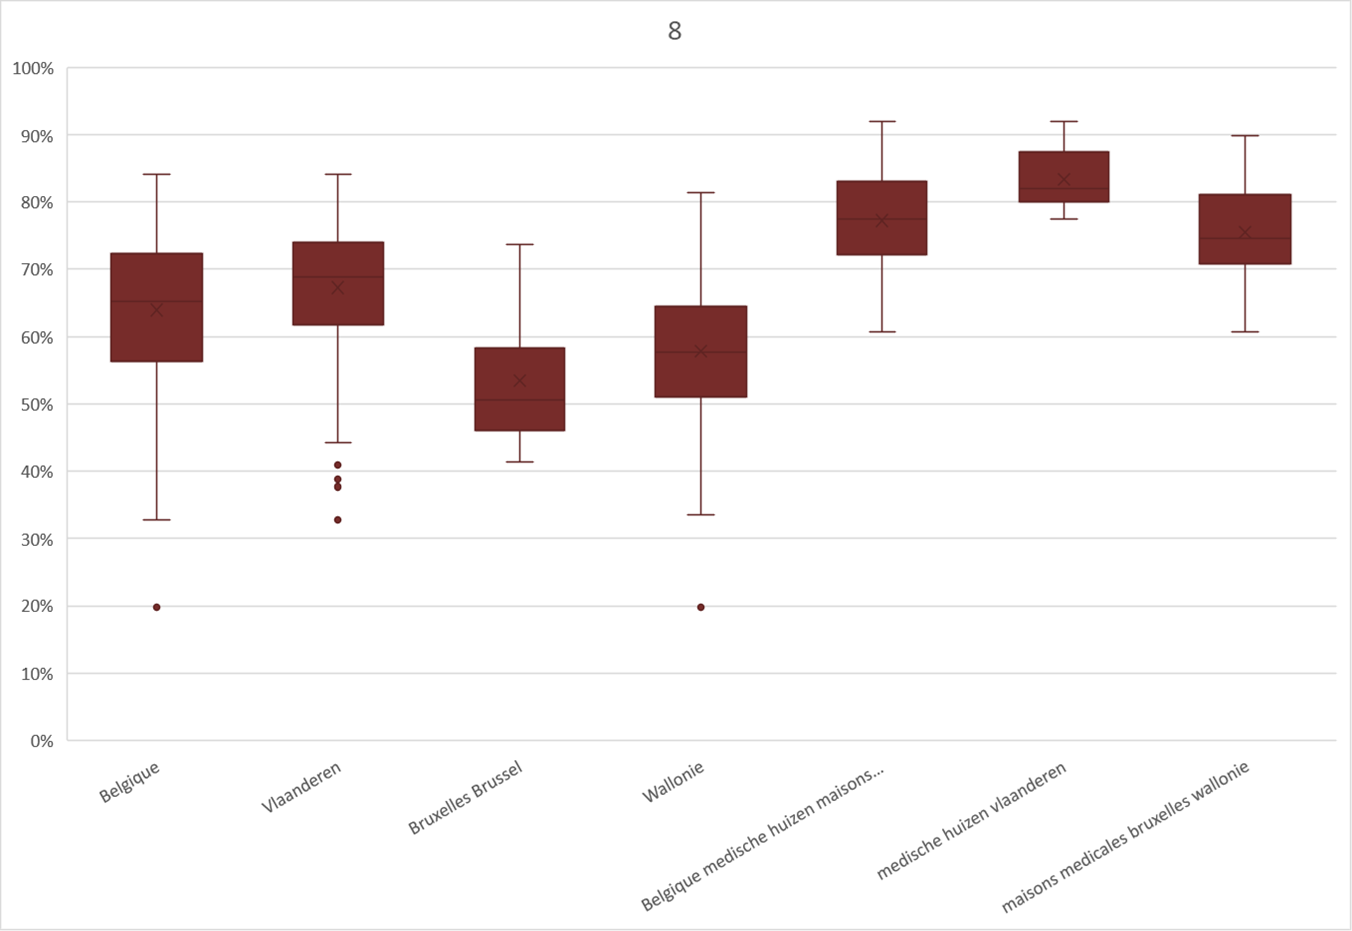 8
100%
90%
80%
70%
60%
50%
40%
30%
20%
10%
0%
Belgique
Vlaanderen
Bruxelles Brussel
Wallonie
Belgique medische huizen maisons...
medische huizen vlaanderen
maisons medicales bruxelles wallonie